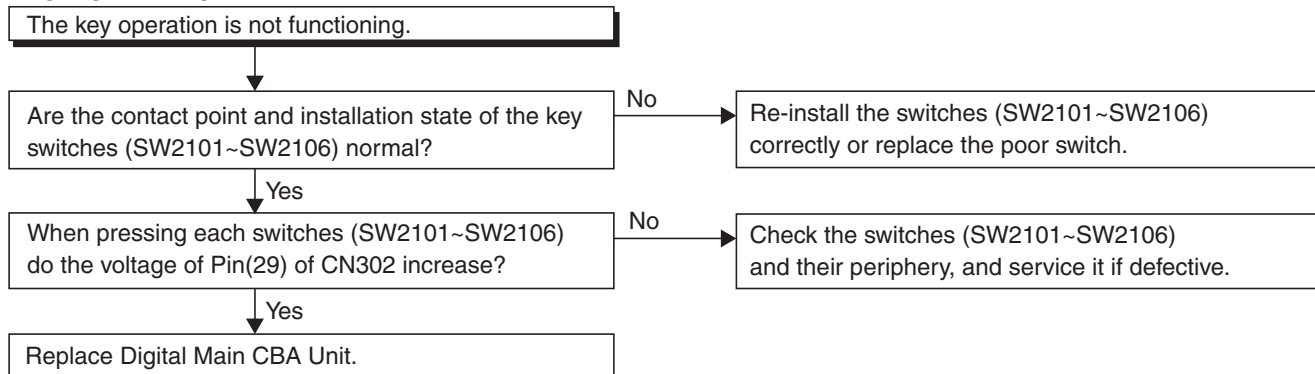 The key operation is not functioning.
Are the contact point and installation state of the key
switches (SW2101~SW2106) normal?
No
Re-install the switches (SW2101~SW2106)
correctly or replace the poor switch.
Yes
When pressing each switches (SW2101~SW2106)
do the voltage of Pin(29) of CN302 increase?
No
Check the switches (SW2101~SW2106)
and their periphery, and service it if defective.
Yes
Replace Digital Main CBA Unit.